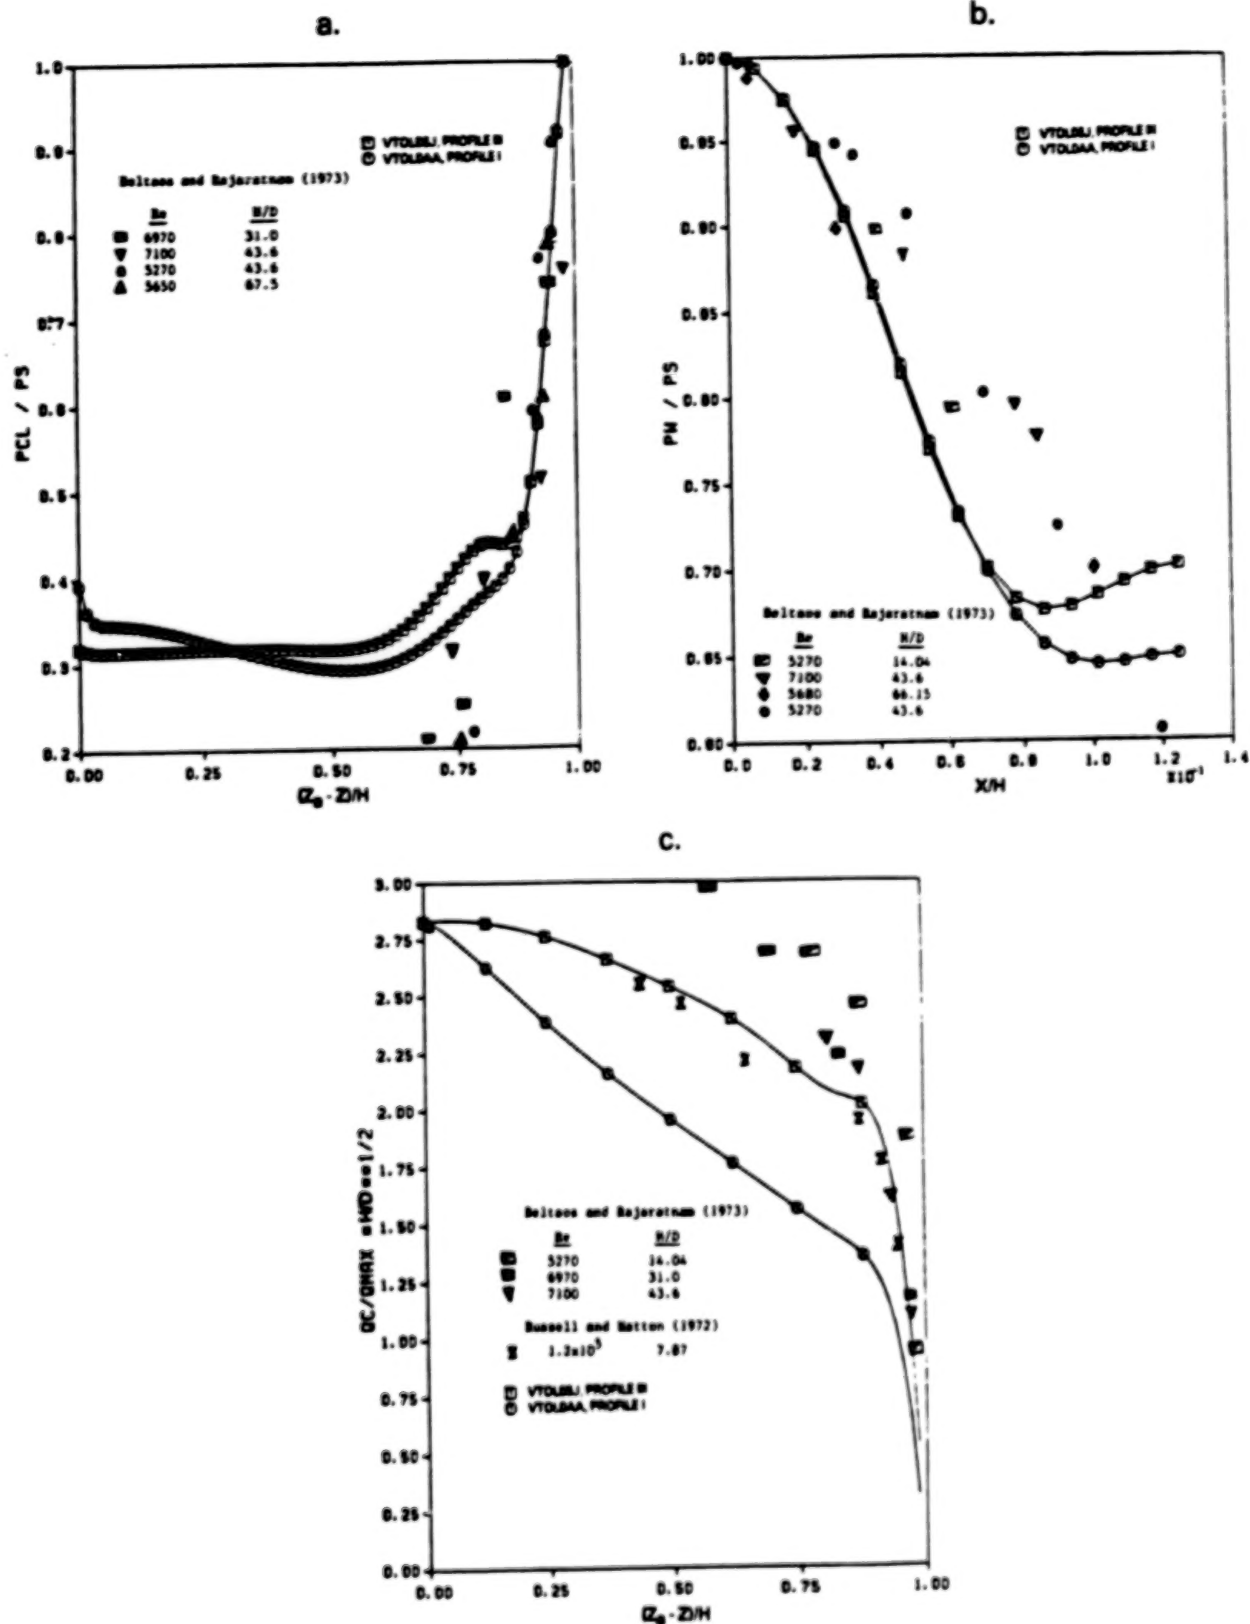 a.
1.0
0.9
0.8
0.7
0.6
0.5
0.4
0.3
0.2
PCL / PS
VTOLBSJ, PROFILE III
VTOLBAA, PROFILE I
Beltaos and Rajaratnam (1973)
Re H/D
6970 31.0
7100 43.6
5270 43.6
5650 67.5
0.00 0.25 0.50 0.75 1.00
(Z₀ - Z)/H
b.
1.00
0.95
0.90
0.85
0.80
0.75
0.70
0.65
0.60
PW / PS
VTOLBSJ, PROFILE III
VTOLBAA, PROFILE I
Beltaos and Rajaratnam (1973)
Re H/D
5270 14.04
7100 43.6
5680 66.15
5270 43.6
0.0 0.2 0.4 0.6 0.8 1.0 1.2 1.4
X10⁻¹
X/H
c.
3.00
2.75
2.50
2.25
2.00
1.75
1.50
1.25
1.00
0.75
0.50
0.25
0.00
QC/QMAX *H/D**1/2
Beltaos and Rajaratnam (1973)
Re H/D
5270 14.04
6970 31.0
7100 43.6
Russell and Hatton (1972)
1.2x10⁵ 7.87
VTOLBSJ, PROFILE III
VTOLBAA, PROFILE I
0.00 0.25 0.50 0.75 1.00
(Z₀ - Z)/H